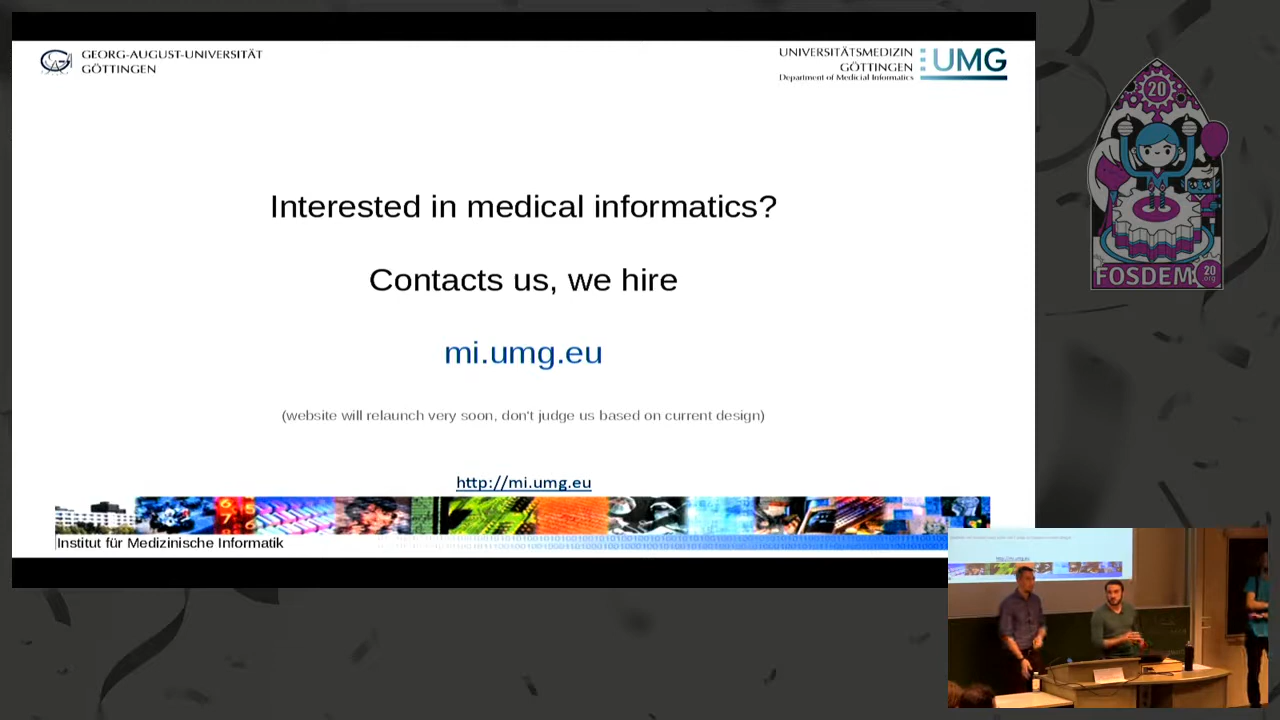 GEORG-AUGUST-UNIVERSITÄT
GÖTTINGEN
UNIVERSITÄTSMEDIZIN
GÖTTINGEN
Department of Medicial Informatics
UMG
20
FOSDEM
20
.org
Interested in medical informatics?
Contacts us, we hire
mi.umg.eu
(website will relaunch very soon, don't judge us based on current design)
http://mi.umg.eu
Institut für Medizinische Informatik